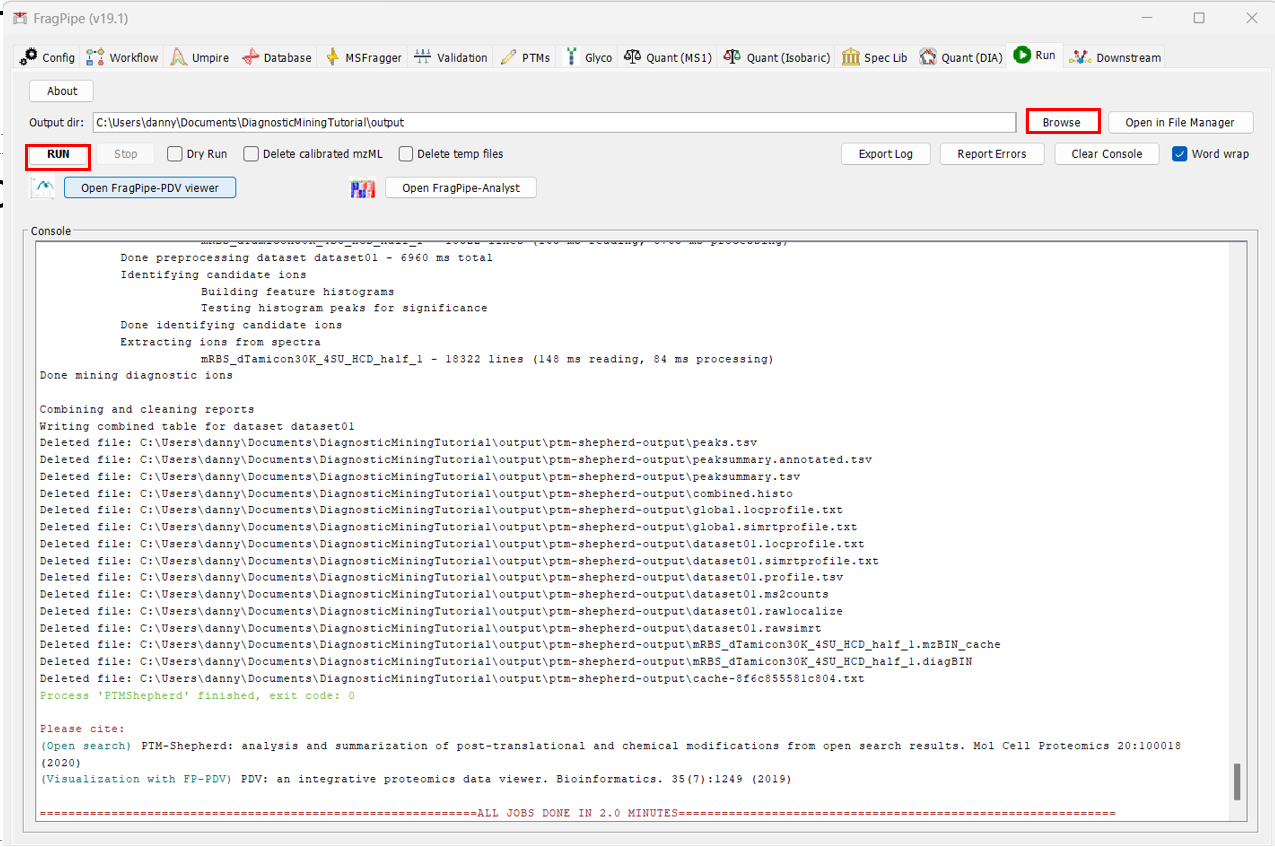 FragPipe (v19.1)
Config Workflow Umpire Database MSFragger Validation PTMs Glyco Quant (MS1) Quant (Isobaric) Spec Lib Quant (DIA) Run Downstream
About
Output dir: C:\Users\danny\Documents\DiagnosticMiningTutorial\output Browse Open in File Manager
RUN Stop Dry Run Delete calibrated mzML Delete temp files Export Log Report Errors Clear Console Word wrap
Open FragPipe-PDV viewer Open FragPipe-Analyst
Console
Done preprocessing dataset dataset01 - 6960 ms total
Identifying candidate ions
Building feature histograms
Testing histogram peaks for significance
Done identifying candidate ions
Extracting ions from spectra
mRBS_dTamicon30K_4SU_HCD_half_1 - 18322 lines (148 ms reading, 84 ms processing)
Done mining diagnostic ions
Combining and cleaning reports
Writing combined table for dataset dataset01
Deleted file: C:\Users\danny\Documents\DiagnosticMiningTutorial\output\ptm-shepherd-output\peaks.tsv
Deleted file: C:\Users\danny\Documents\DiagnosticMiningTutorial\output\ptm-shepherd-output\peaksummary.annotated.tsv
Deleted file: C:\Users\danny\Documents\DiagnosticMiningTutorial\output\ptm-shepherd-output\peaksummary.tsv
Deleted file: C:\Users\danny\Documents\DiagnosticMiningTutorial\output\ptm-shepherd-output\combined.histo
Deleted file: C:\Users\danny\Documents\DiagnosticMiningTutorial\output\ptm-shepherd-output\global.locprofile.txt
Deleted file: C:\Users\danny\Documents\DiagnosticMiningTutorial\output\ptm-shepherd-output\global.simrtprofile.txt
Deleted file: C:\Users\danny\Documents\DiagnosticMiningTutorial\output\ptm-shepherd-output\dataset01.locprofile.txt
Deleted file: C:\Users\danny\Documents\DiagnosticMiningTutorial\output\ptm-shepherd-output\dataset01.simrtprofile.txt
Deleted file: C:\Users\danny\Documents\DiagnosticMiningTutorial\output\ptm-shepherd-output\dataset01.profile.tsv
Deleted file: C:\Users\danny\Documents\DiagnosticMiningTutorial\output\ptm-shepherd-output\dataset01.ms2counts
Deleted file: C:\Users\danny\Documents\DiagnosticMiningTutorial\output\ptm-shepherd-output\dataset01.rawlocalize
Deleted file: C:\Users\danny\Documents\DiagnosticMiningTutorial\output\ptm-shepherd-output\dataset01.rawsimrt
Deleted file: C:\Users\danny\Documents\DiagnosticMiningTutorial\output\ptm-shepherd-output\mRBS_dTamicon30K_4SU_HCD_half_1.mzBIN_cache
Deleted file: C:\Users\danny\Documents\DiagnosticMiningTutorial\output\ptm-shepherd-output\mRBS_dTamicon30K_4SU_HCD_half_1.diagBIN
Deleted file: C:\Users\danny\Documents\DiagnosticMiningTutorial\output\ptm-shepherd-output\cache-8f6c855581c804.txt
Process 'PTMShepherd' finished, exit code: 0
Please cite:
(Open search) PTM-Shepherd: analysis and summarization of post-translational and chemical modifications from open search results. Mol Cell Proteomics 20:100018
(2020)
(Visualization with FP-PDV) PDV: an integrative proteomics data viewer. Bioinformatics. 35(7):1249 (2019)
=============================================================ALL JOBS DONE IN 2.0 MINUTES=============================================================